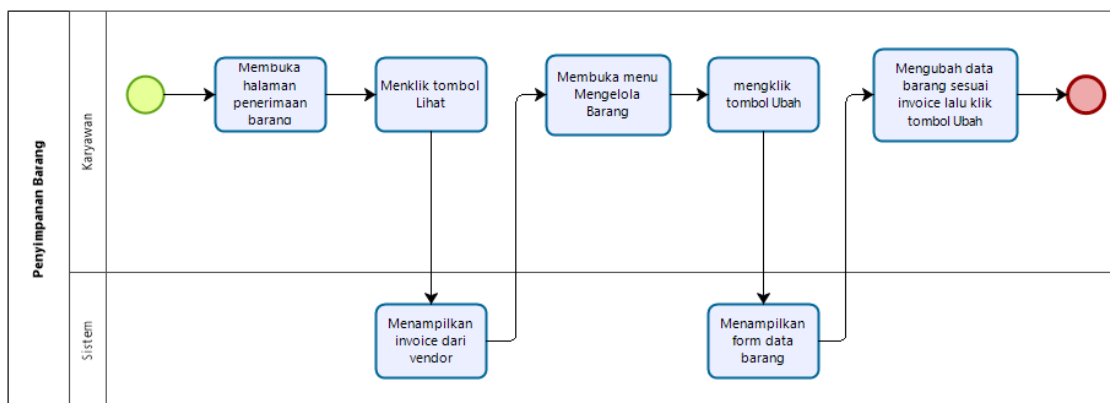 Penyimpanan Barang
Karyawan
Membuka
halaman
penerimaan
barang
Menklik tombol
Lihat
Membuka menu
Mengelola
Barang
mengklik
tombol Ubah
Mengubah data
barang sesuai
invoice lalu klik
tombol Ubah
Sistem
Menampilkan
invoice dari
vendor
Menampilkan
form data
barang